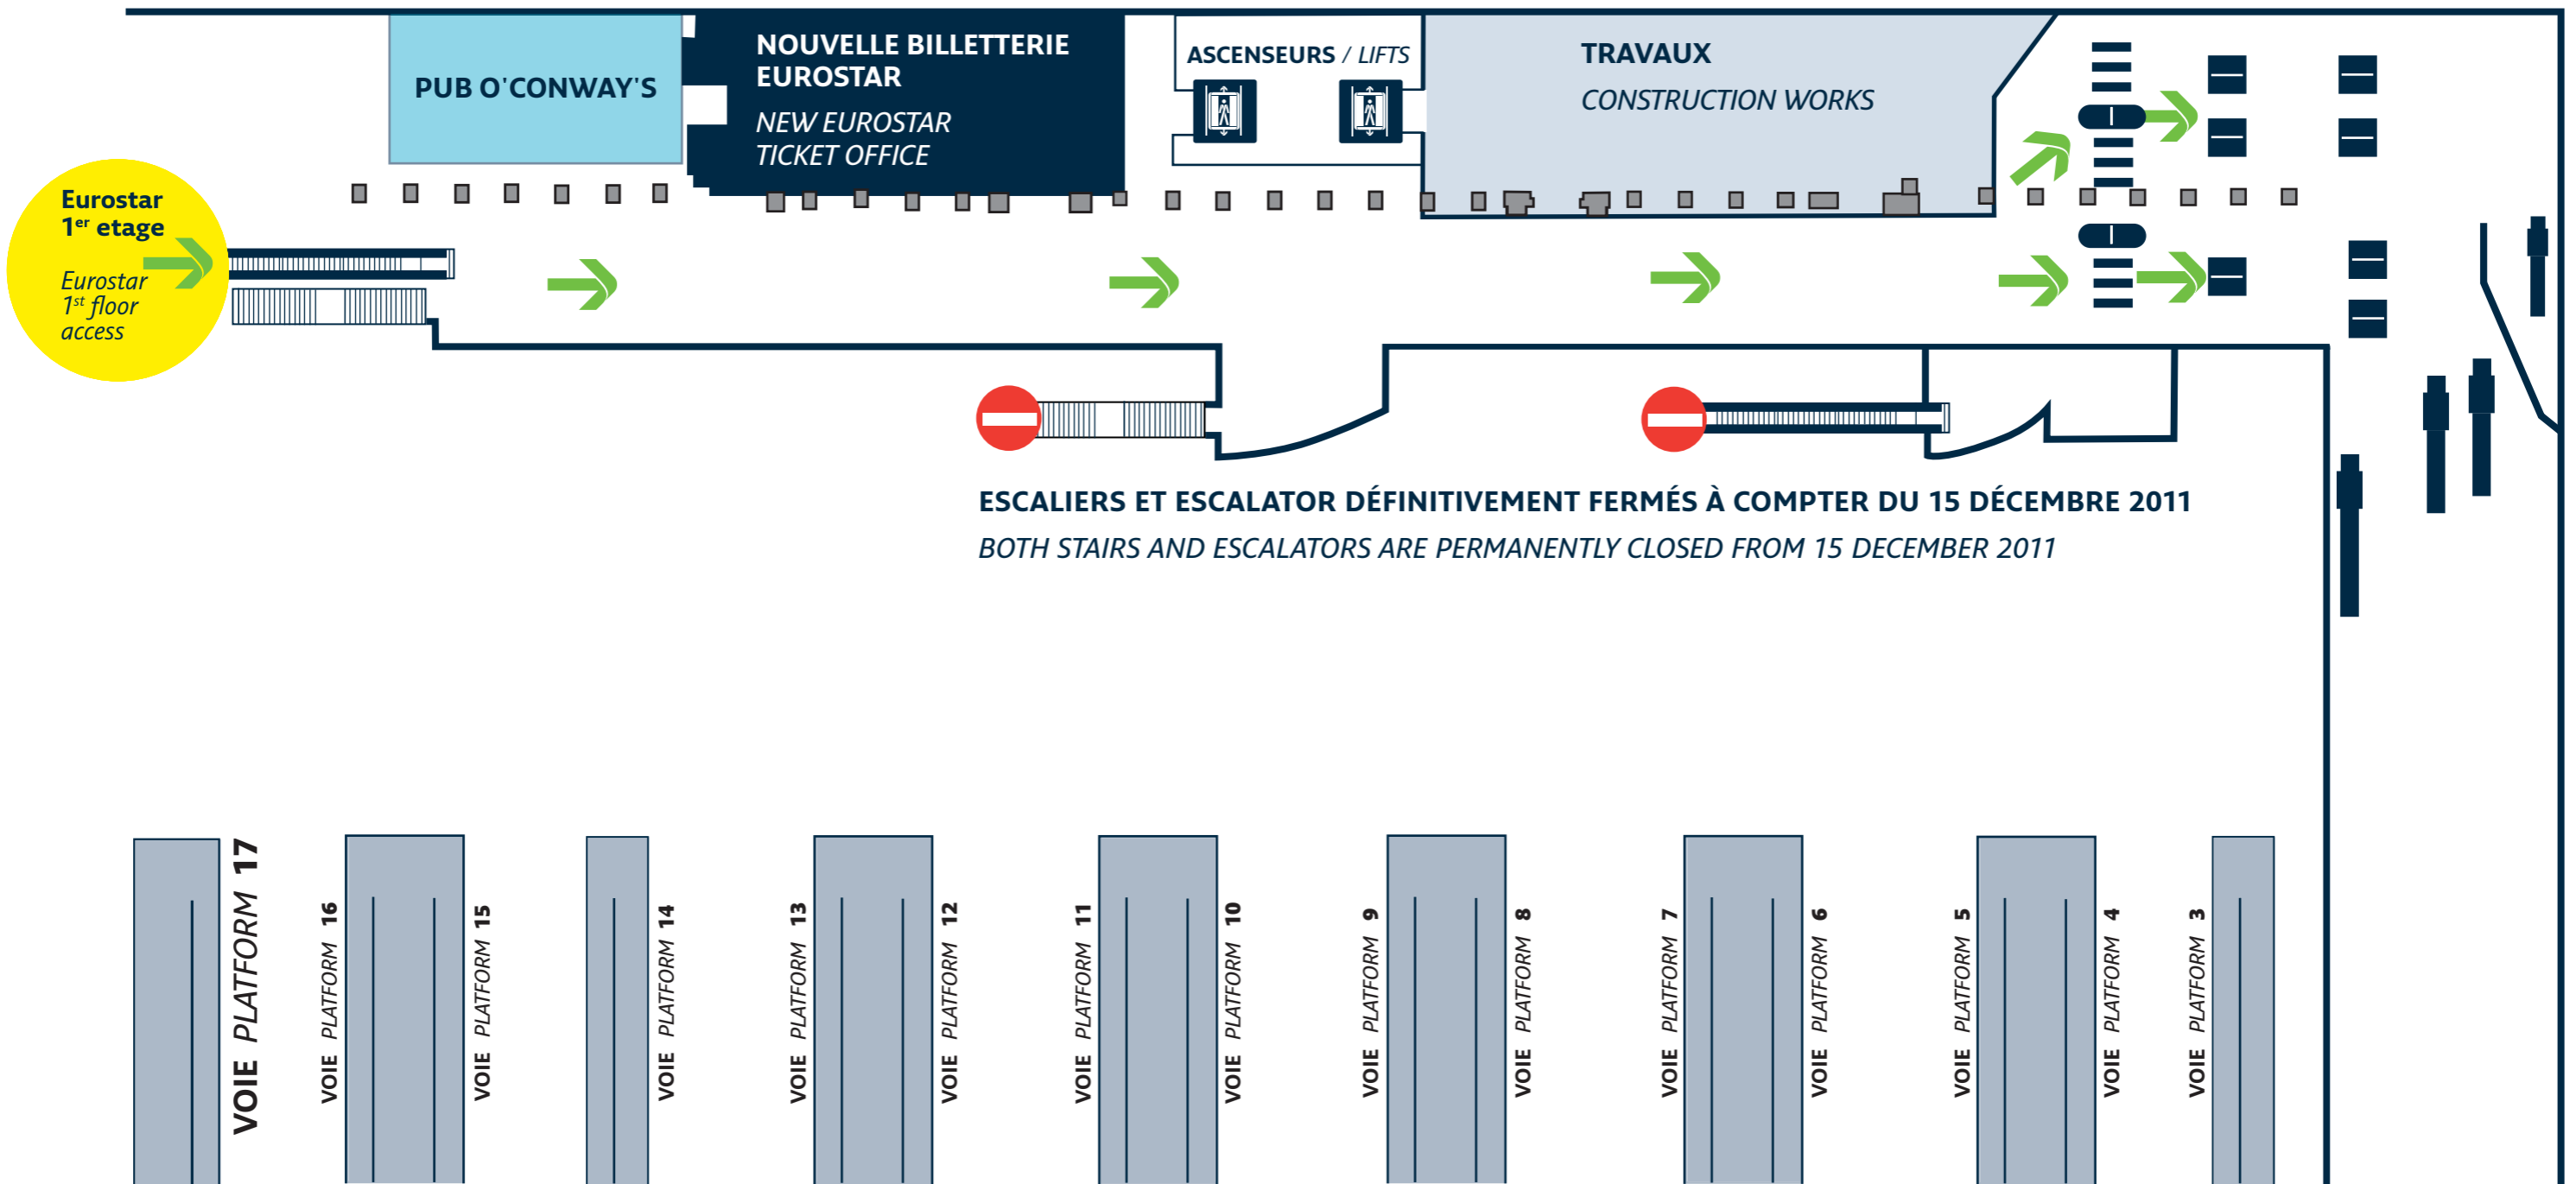 PUB O'CONWAY'S
NOUVELLE BILLETTERIE
EUROSTAR
NEW EUROSTAR
TICKET OFFICE
ASCENSEURS / LIFTS
TRAVAUX
CONSTRUCTION WORKS
Eurostar
1er etage
Eurostar
1st floor
access
ESCALIERS ET ESCALATOR DÉFINITIVEMENT FERMÉS À COMPTER DU 15 DÉCEMBRE 2011
BOTH STAIRS AND ESCALATORS ARE PERMANENTLY CLOSED FROM 15 DECEMBER 2011
VOIE PLATFORM 17
VOIE PLATFORM 16
VOIE PLATFORM 15
VOIE PLATFORM 14
VOIE PLATFORM 13
VOIE PLATFORM 12
VOIE PLATFORM 11
VOIE PLATFORM 10
VOIE PLATFORM 9
VOIE PLATFORM 8
VOIE PLATFORM 7
VOIE PLATFORM 6
VOIE PLATFORM 5
VOIE PLATFORM 4
VOIE PLATFORM 3